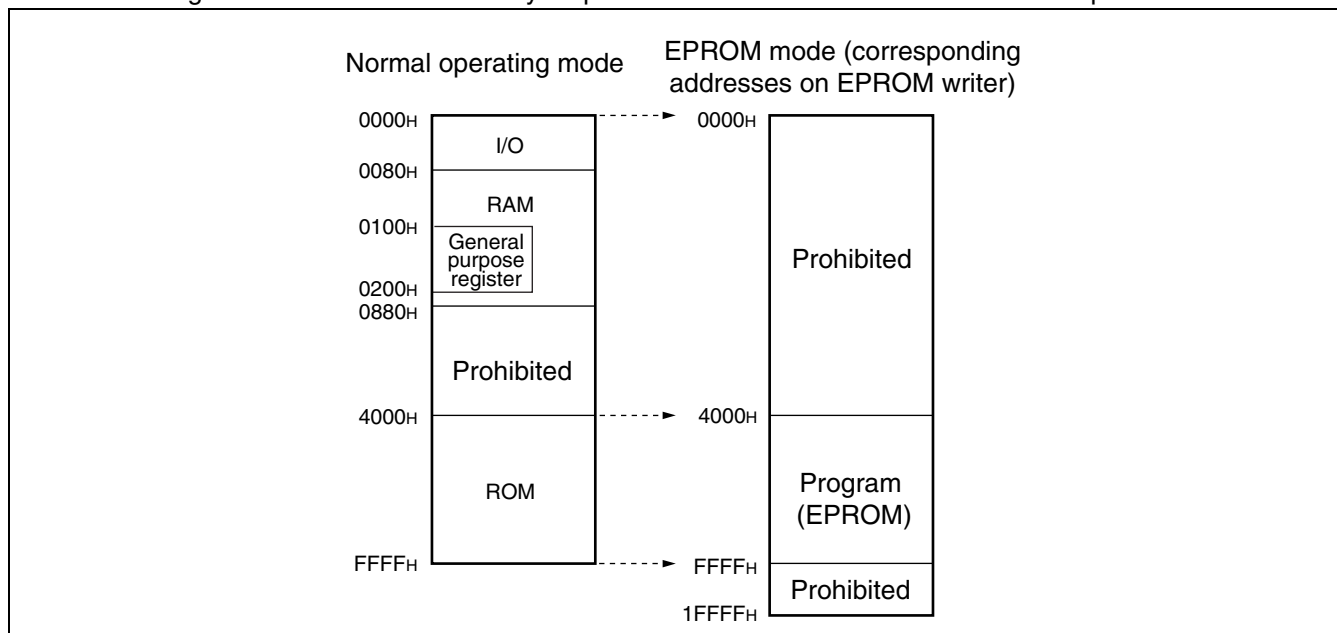 Normal operating mode
EPROM mode (corresponding
addresses on EPROM writer)
0000H
I/O
0080H
RAM
0100H
General
purpose
register
0200H
0880H
Prohibited
4000H
ROM
FFFFH
0000H
Prohibited
4000H
Program
(EPROM)
FFFFH
Prohibited
1FFFFH